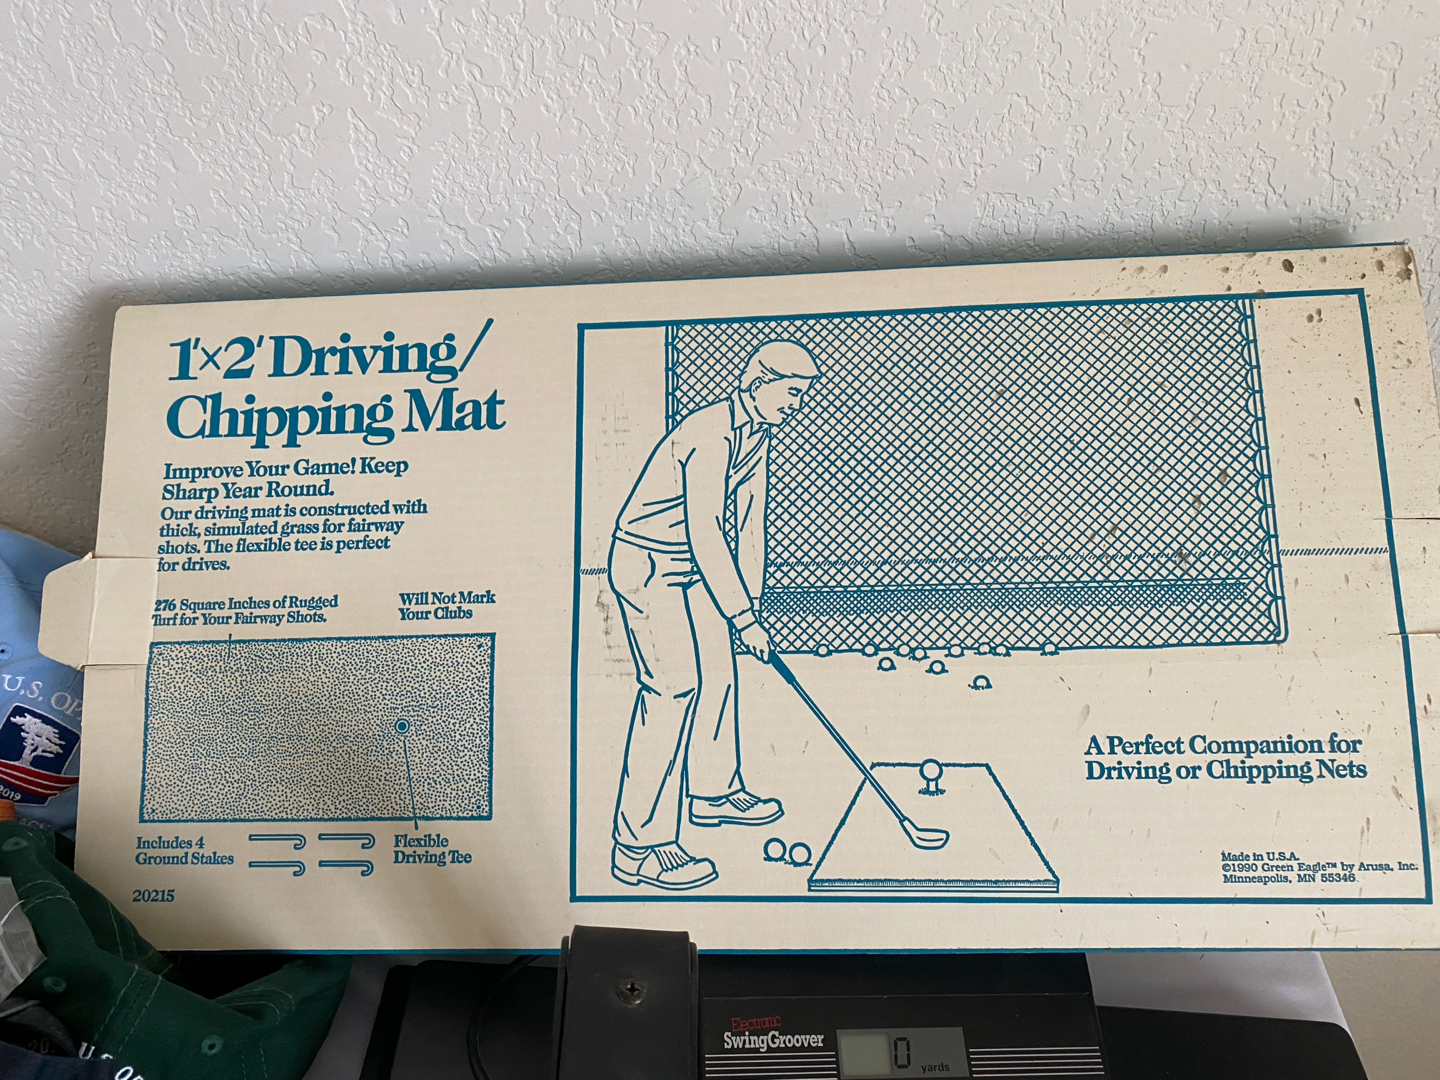 1'×2' Driving/
Chipping Mat
Improve Your Game! Keep
Sharp Year Round.
Our driving mat is constructed with
thick, simulated grass for fairway
shots. The flexible tee is perfect
for drives.
276 Square Inches of Rugged
Turf for Your Fairway Shots.
Will Not Mark
Your Clubs
Includes 4
Ground Stakes
Flexible
Driving Tee
20215
A Perfect Companion for
Driving or Chipping Nets
Made in U.S.A.
©1990 Green Eagle™ by Arusa, Inc.
Minneapolis, MN 55346
U.S. OP
2019
U.S.
OP
Electronic
SwingGroover
0
yards